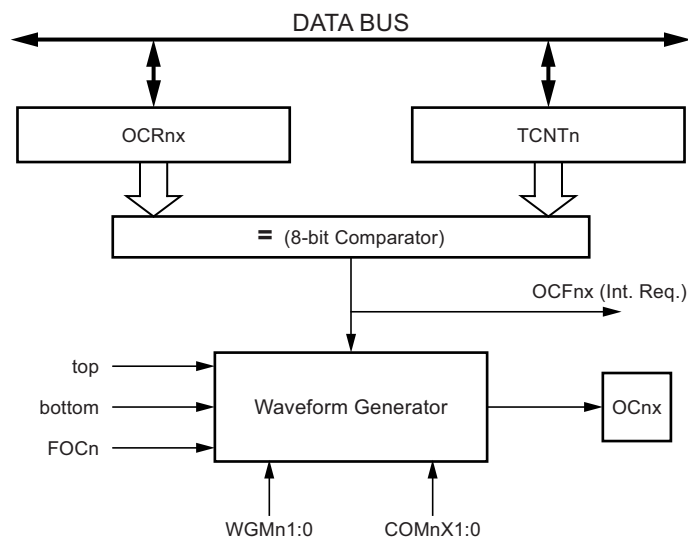 DATA BUS
OCRnx
TCNTn
= (8-bit Comparator)
OCFnx (Int. Req.)
top
bottom
FOCn
Waveform Generator
OCnx
WGMn1:0
COMnX1:0